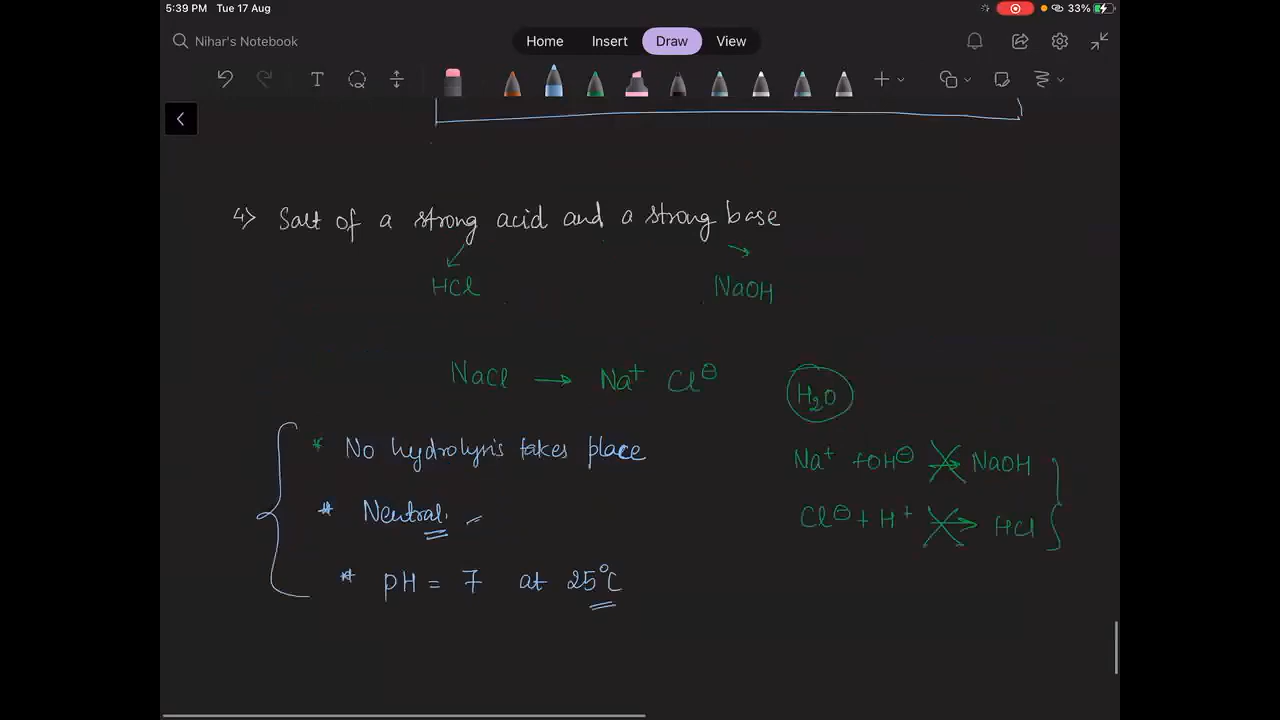 5:39 PM Tue 17 Aug
33%
Nihar's Notebook
Home Insert Draw View
4> Salt of a strong acid and a strong base
HCl NaOH
NaCl → Na⁺ Cl⊖ H₂O
* No hydrolysis takes place
Na⁺ + OH⊖ → NaOH
* Neutral.
Cl⊖ + H⁺ → HCl
* pH = 7 at 25°C